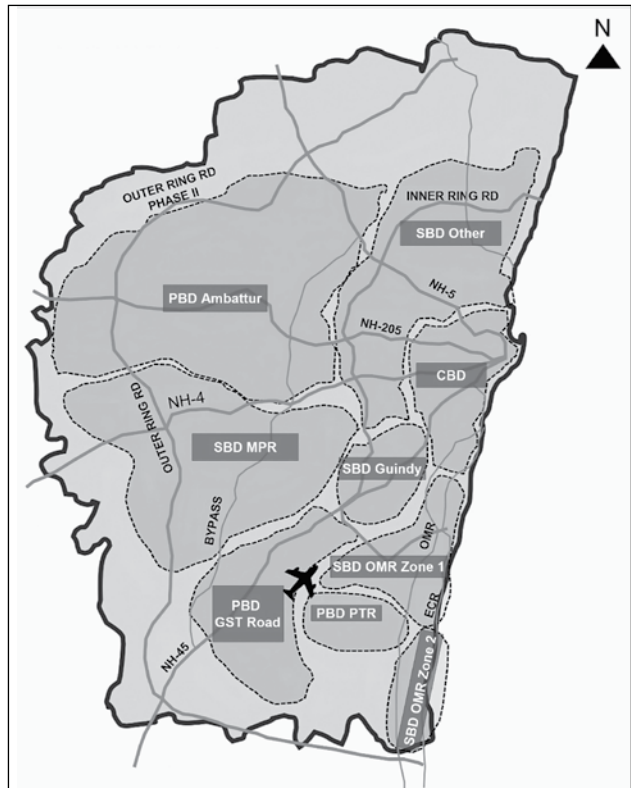 N
OUTER RING RD
PHASE II
INNER RING RD
SBD Other
NH-5
PBD Ambattur
NH-205
CBD
NH-4
OUTER RING RD
SBD MPR
SBD Guindy
BYPASS
OMR
SBD OMR Zone 1
PBD
GST Road
PBD PTR
ECR
NH-45
SBD OMR Zone 2